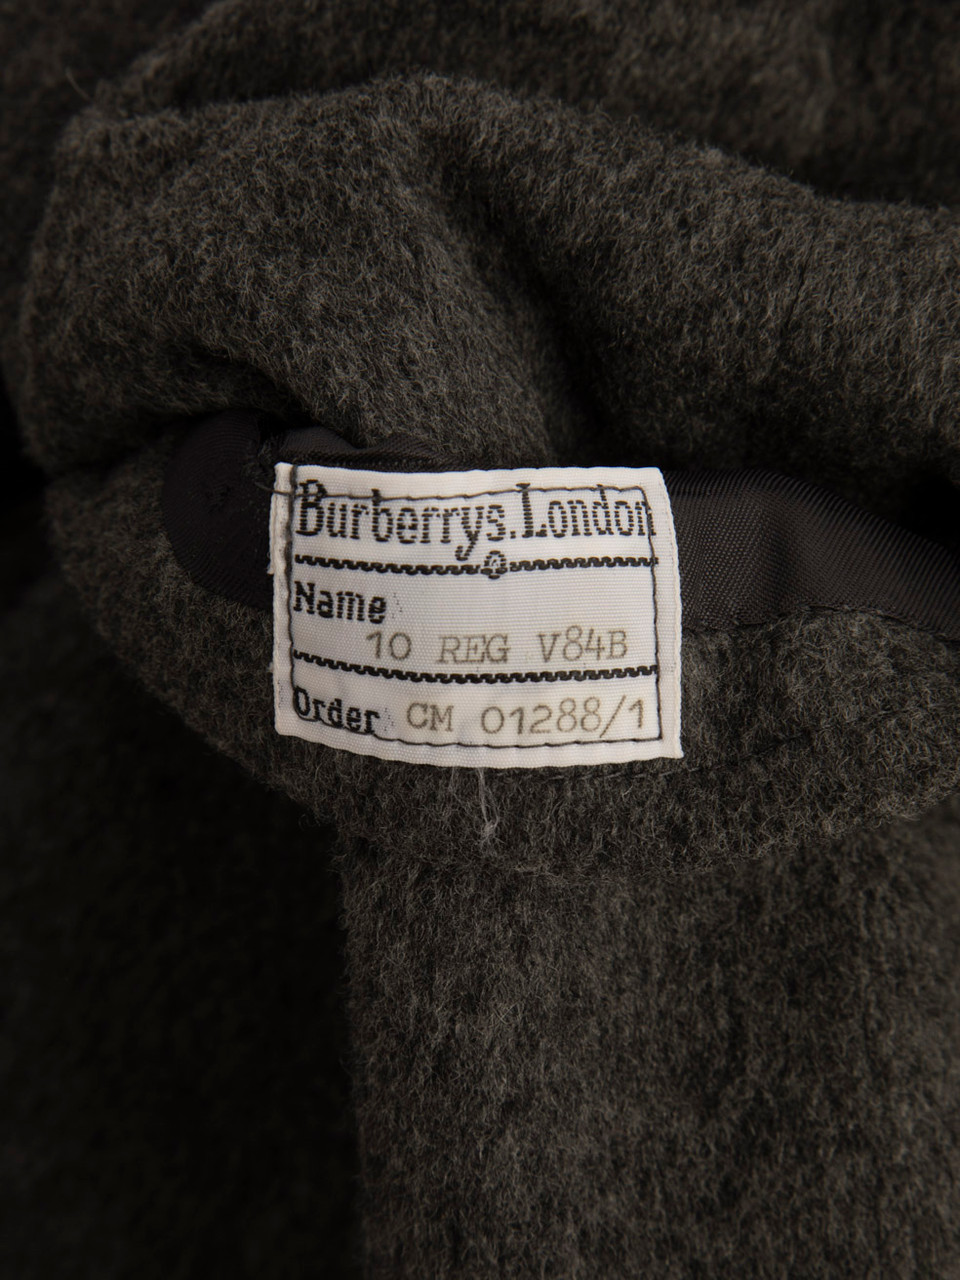 Burberrys. London
Name
10 REG V84B
Order CM 01288/1